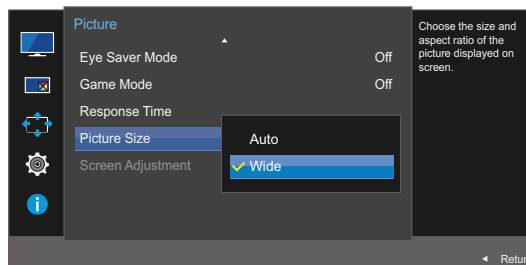 Picture
Eye Saver Mode Off
Game Mode Off
Response Time
Picture Size
Auto
Wide
Screen Adjustment
Choose the size and
aspect ratio of the
picture displayed on
screen.
Retur